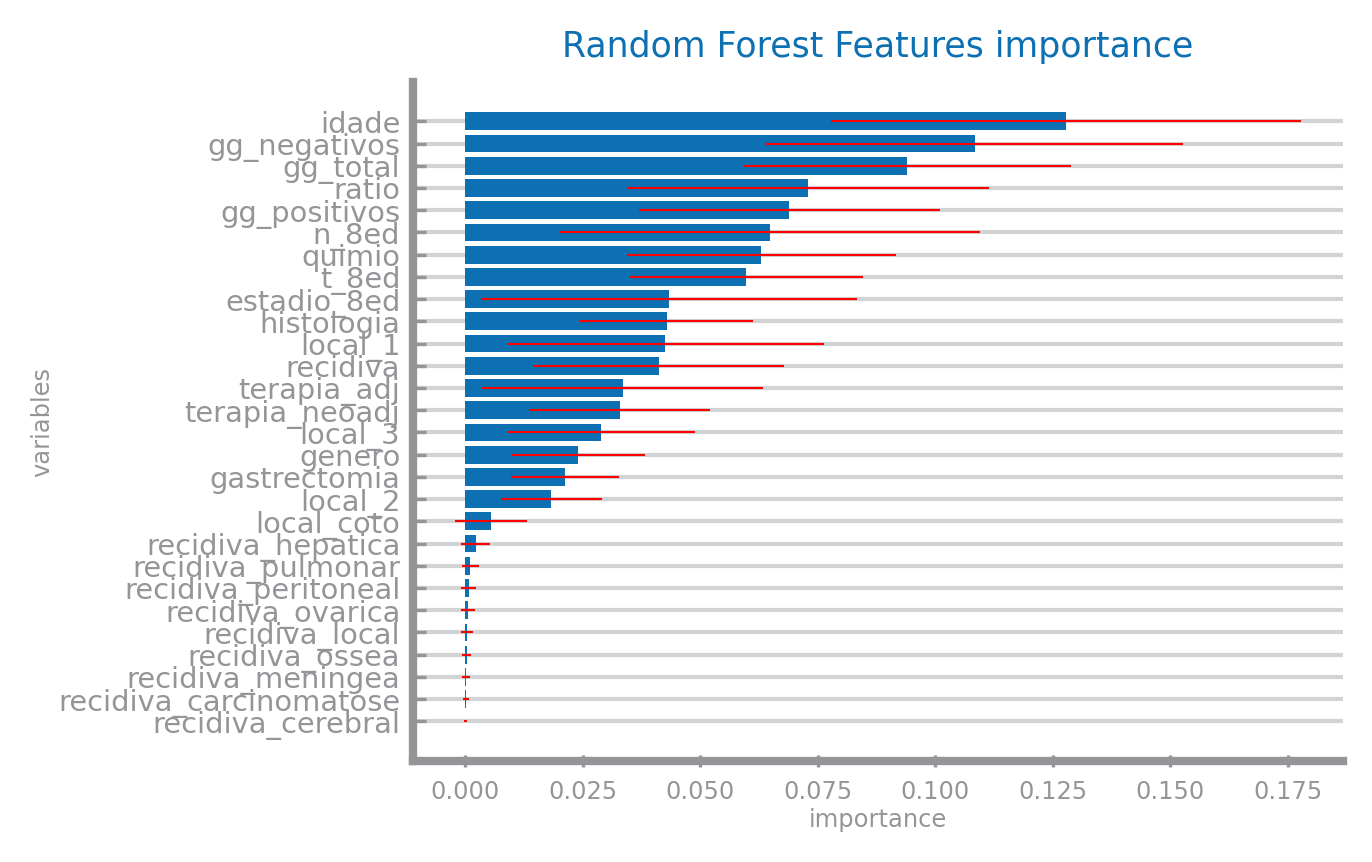 Random Forest Features importance
idade
gg_negativos
gg_total
ratio
gg_positivos
n_8ed
quimio
t_8ed
estadio_8ed
histologia
local_1
recidiva
terapia_adj
terapia_neoadj
local_3
genero
gastrectomia
local_2
local_coto
recidiva_hepatica
recidiva_pulmonar
recidiva_peritoneal
recidiva_ovarica
recidiva_local
recidiva_ossea
recidiva_meningea
recidiva_carcinomatose
recidiva_cerebral
variables
0.000 0.025 0.050 0.075 0.100 0.125 0.150 0.175
importance